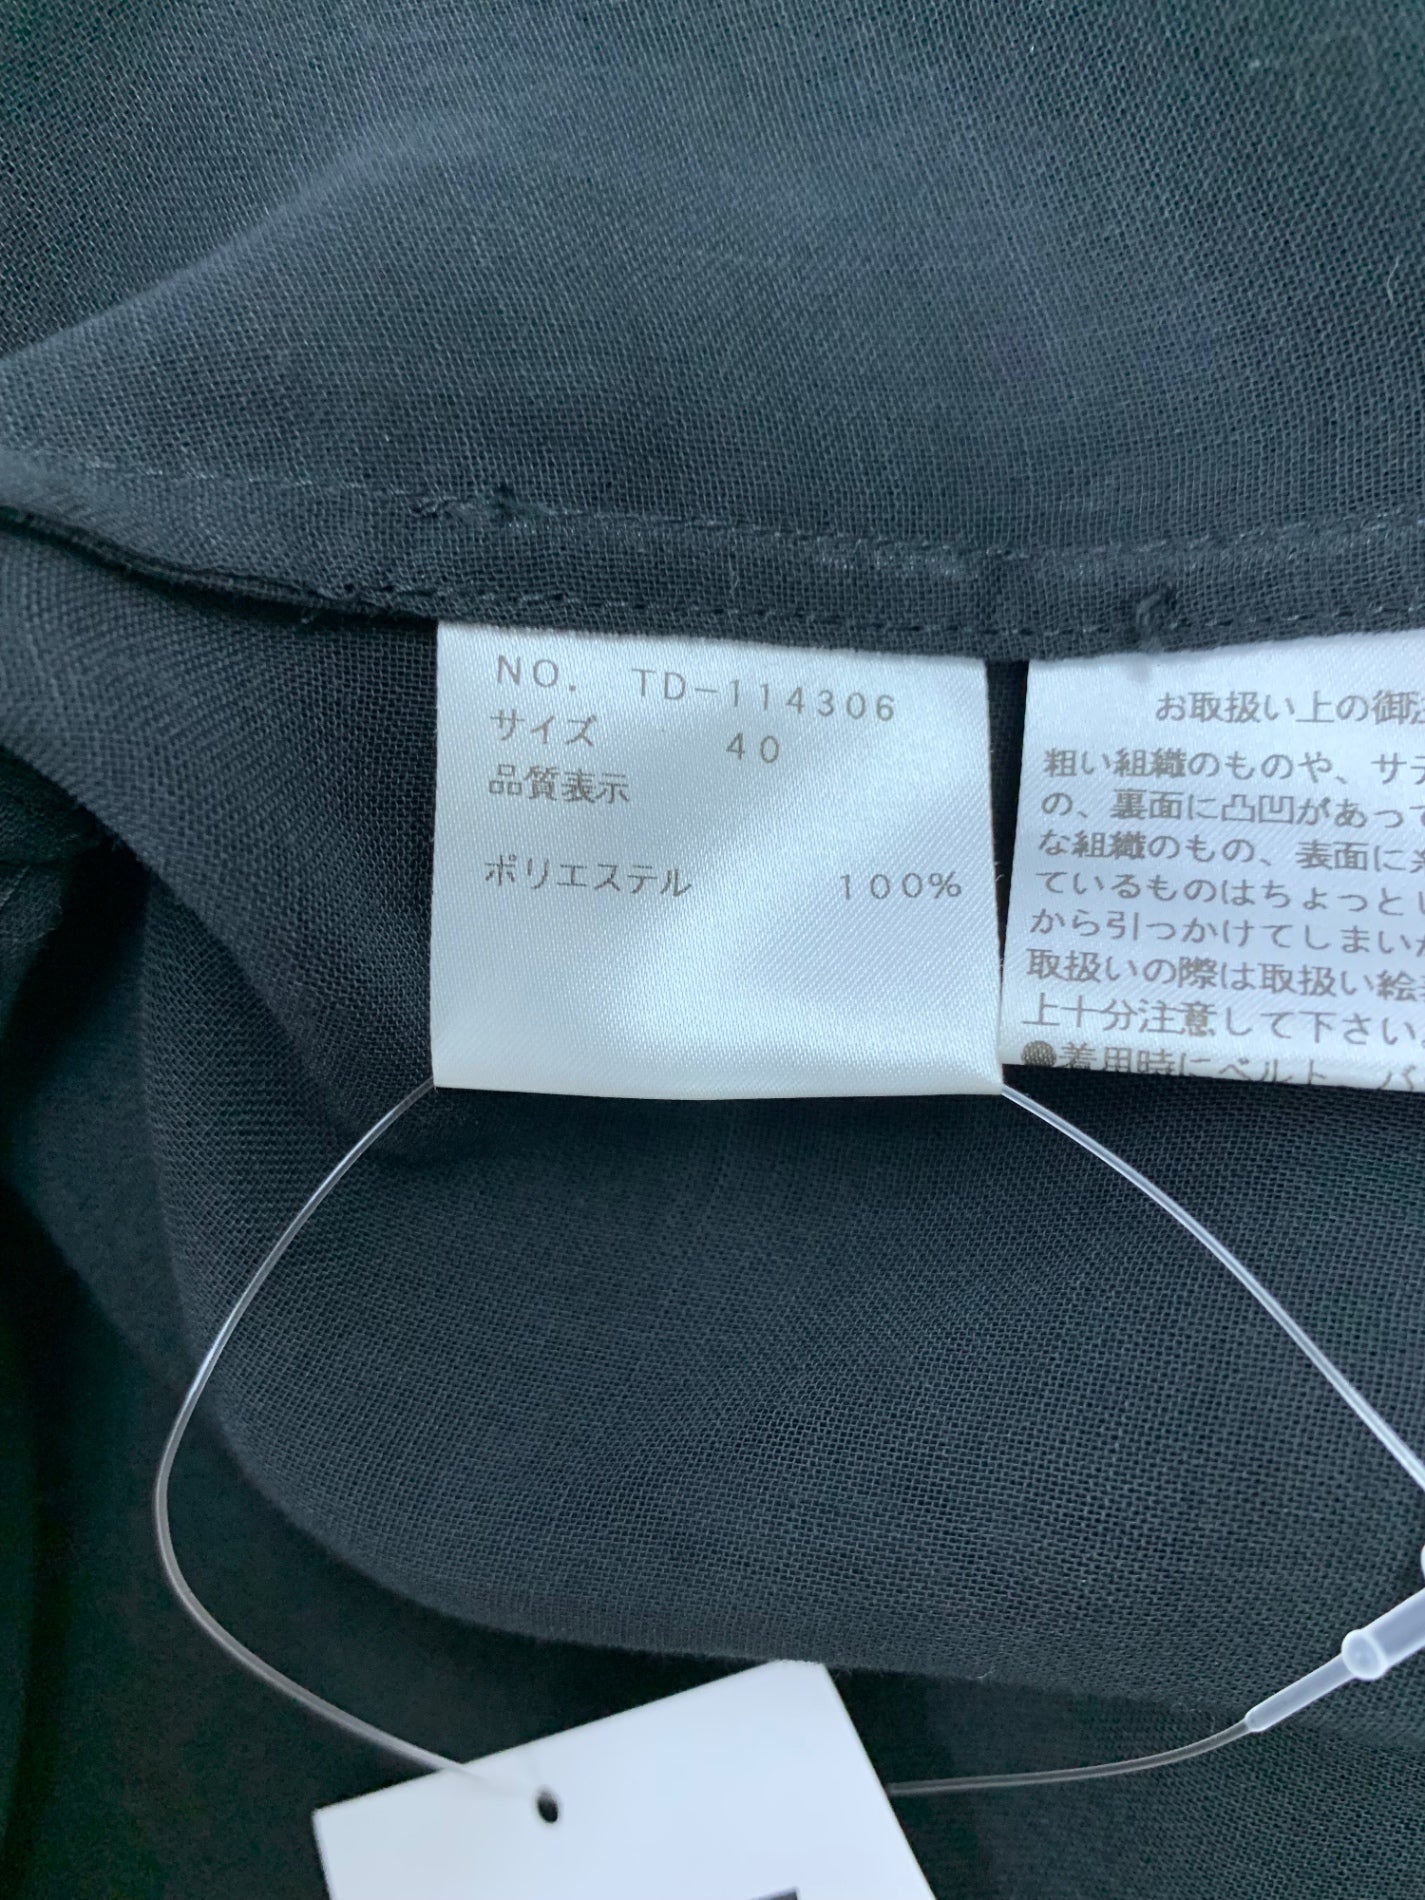 NO. TD-114306
サイズ 40
品質表示
ポリエステル 100%
お取扱い上の御
粗い組織のものや、サテ
の、裏面に凸凹があって
な組織のもの、表面に
ているものはちょっとし
から引っかけてしまいた
取扱いの際は取扱い絵
上十分注意して下さい。
●着用時にベルト、バ